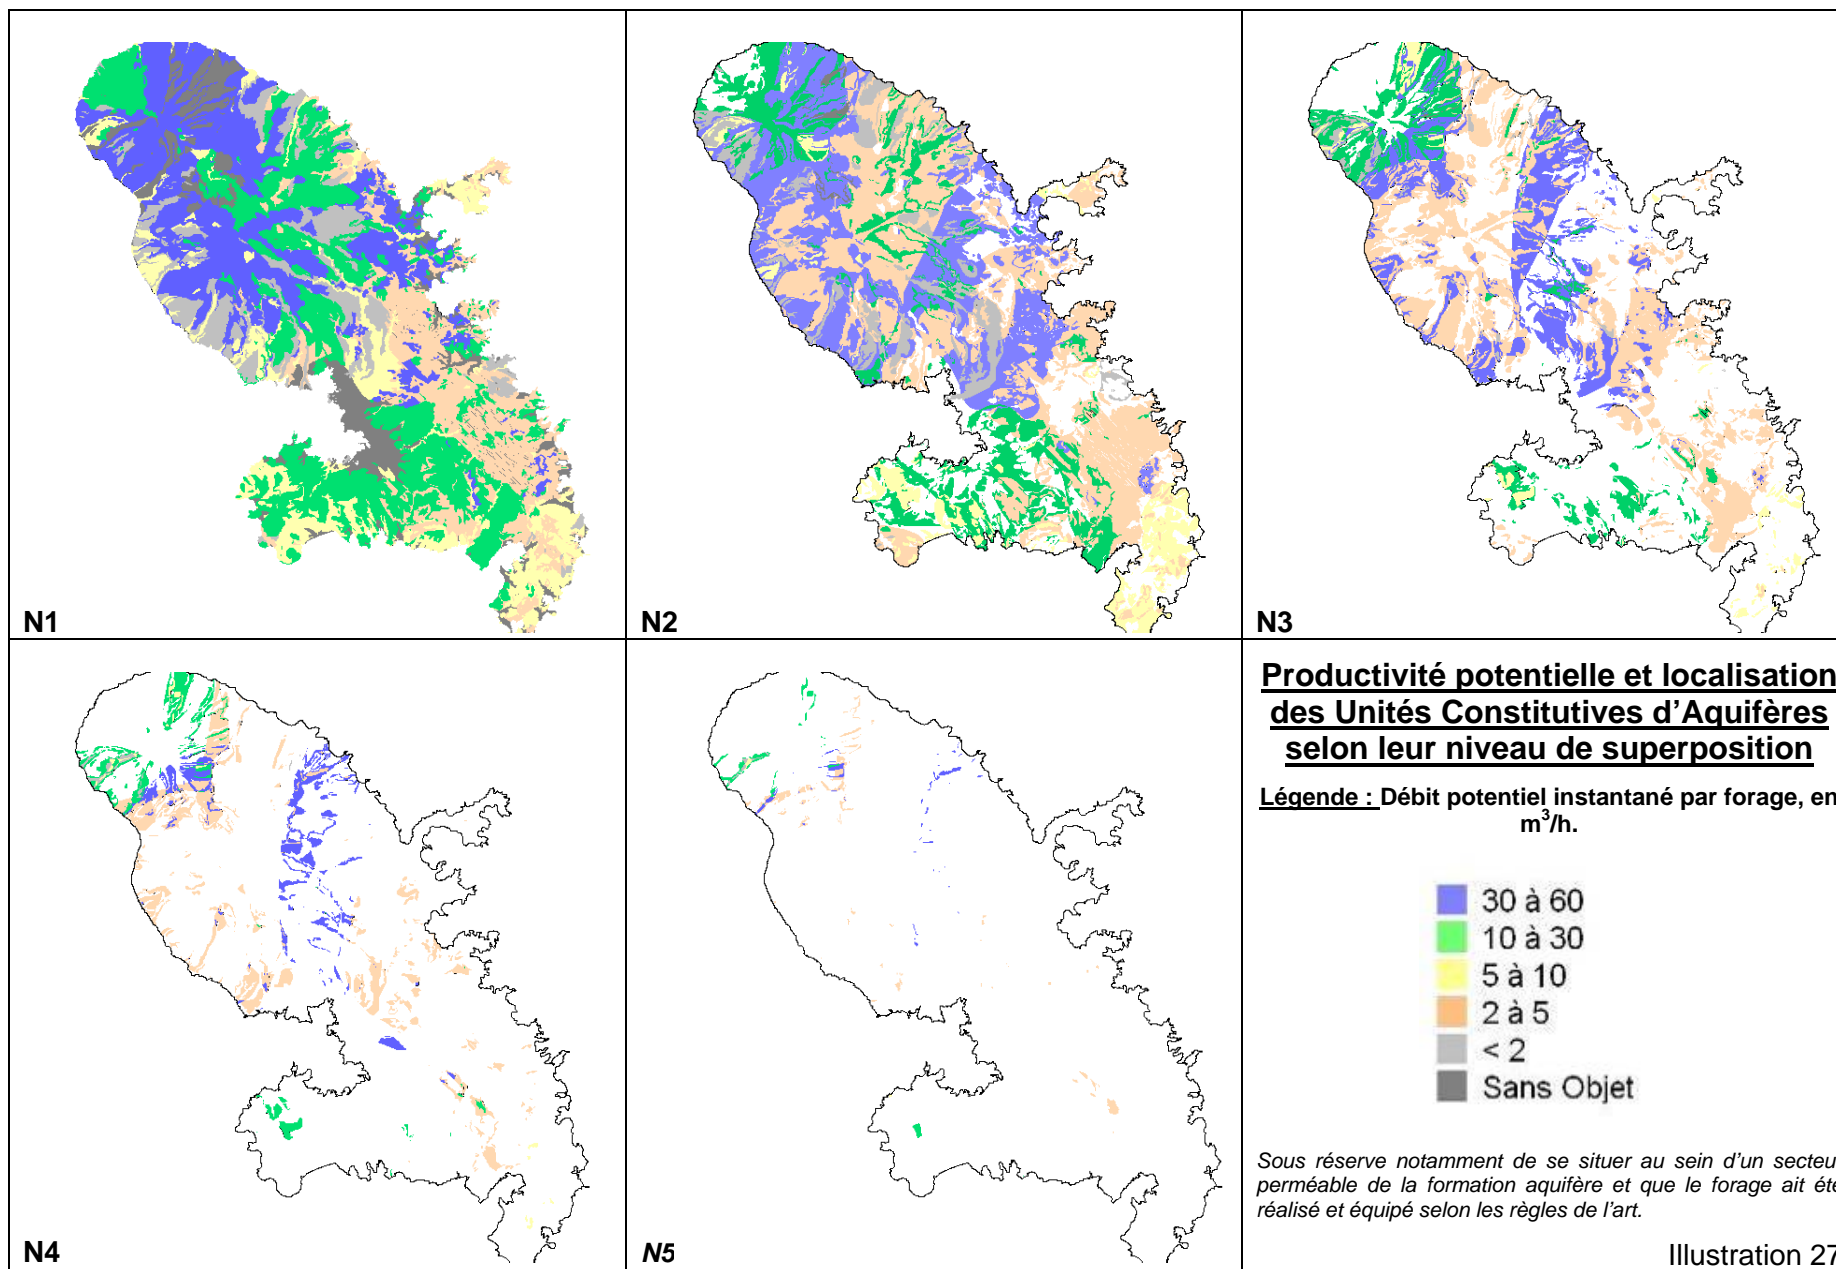 N1
N2
N3
N4
N5
Productivité potentielle et localisation
des Unités Constitutives d'Aquifères
selon leur niveau de superposition
Légende : Débit potentiel instantané par forage, en
m³/h.
30 à 60
10 à 30
5 à 10
2 à 5
< 2
Sans Objet
Sous réserve notamment de se situer au sein d'un secteur
perméable de la formation aquifère et que le forage ait été
réalisé et équipé selon les règles de l'art.
Illustration 27